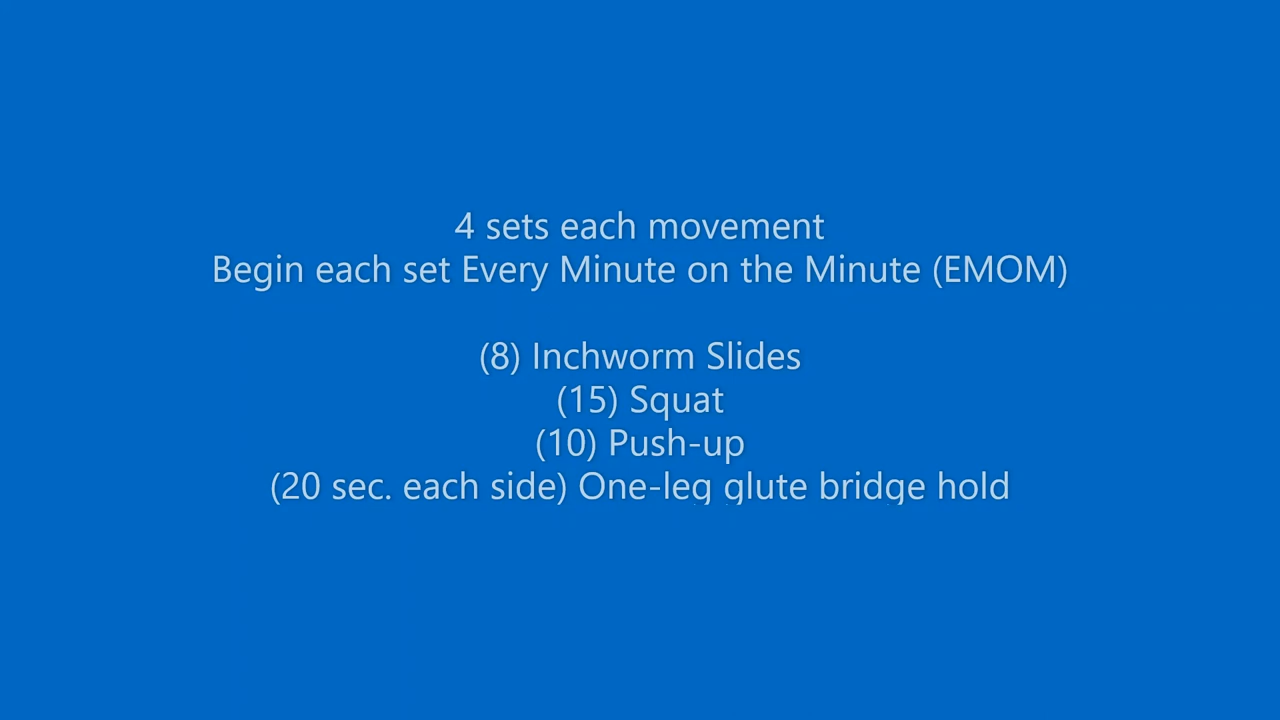 4 sets each movement
Begin each set Every Minute on the Minute (EMOM)
(8) Inchworm Slides
(15) Squat
(10) Push-up
(20 sec. each side) One-leg glute bridge hold